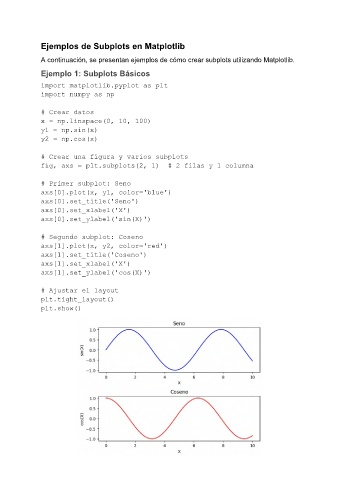 Ejemplos de Subplots en Matplotlib
A continuación, se presentan ejemplos de cómo crear subplots utilizando Matplotlib.
Ejemplo 1: Subplots Básicos
import matplotlib.pyplot as plt
import numpy as np
# Crear datos
x = np.linspace(0, 10, 100)
y1 = np.sin(x)
y2 = np.cos(x)
# Crear una figura y varios subplots
fig, axs = plt.subplots(2, 1)  # 2 filas y 1 columna
# Primer subplot: Seno
axs[0].plot(x, y1, color='blue')
axs[0].set_title('Seno')
axs[0].set_xlabel('X')
axs[0].set_ylabel('sin(X)')
# Segundo subplot: Coseno
axs[1].plot(x, y2, color='red')
axs[1].set_title('Coseno')
axs[1].set_xlabel('X')
axs[1].set_ylabel('cos(X)')
# Ajustar el layout
plt.tight_layout()
plt.show()
Seno
1.0
0.5
0.0
−0.5
−1.0
sin(X)
0 2 4 6 8 10
X
Coseno
1.0
0.5
0.0
−0.5
−1.0
cos(X)
0 2 4 6 8 10
X